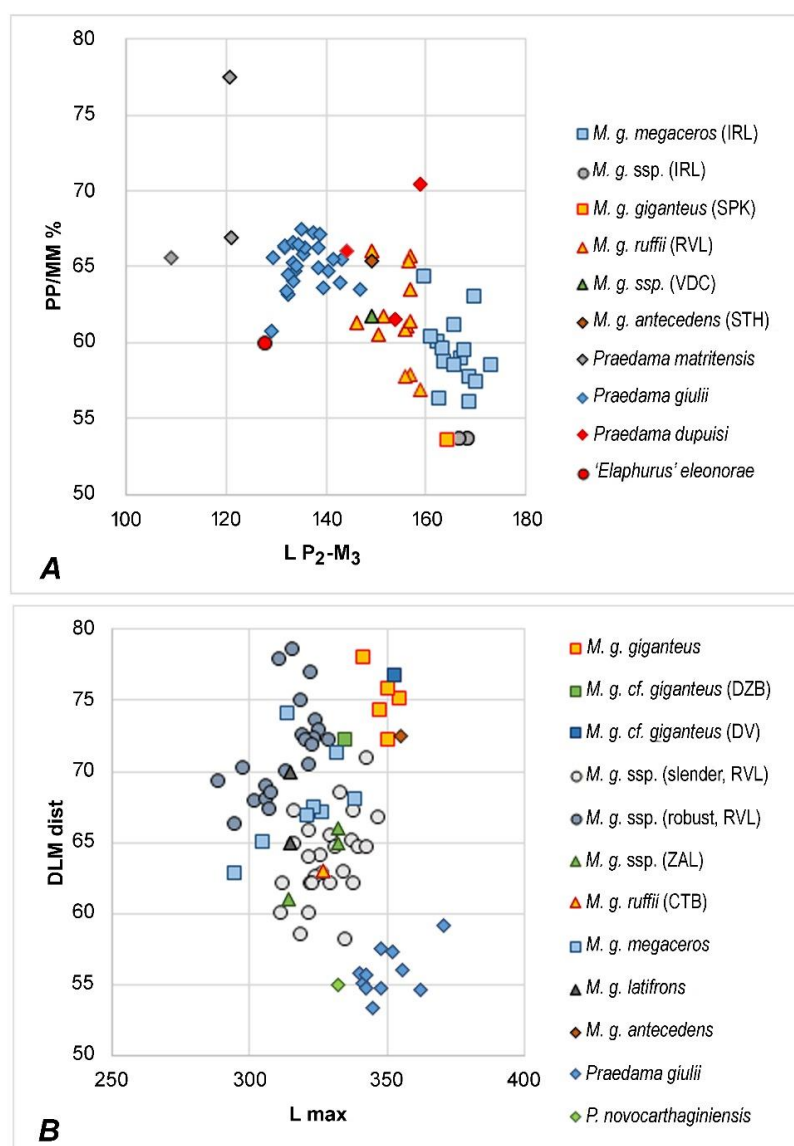 80
75
70
65
60
55
50
PP/MM %
100 120 140 160 180
L P₂-M₃
A
M. g. megaceros (IRL)
M. g. ssp. (IRL)
M. g. giganteus (SPK)
M. g. ruffii (RVL)
M. g. ssp. (VDC)
M. g. antecedens (STH)
Praedama matritensis
Praedama giulii
Praedama dupuisi
'Elaphurus' eleonorae
80
75
70
65
60
55
50
DLM dist
250 300 350 400
L max
B
M. g. giganteus
M. g. cf. giganteus (DZB)
M. g. cf. giganteus (DV)
M. g. ssp. (slender, RVL)
M. g. ssp. (robust, RVL)
M. g. ssp. (ZAL)
M. g. ruffii (CTB)
M. g. megaceros
M. g. latifrons
M. g. antecedens
Praedama giulii
P. novocarthaginiensis